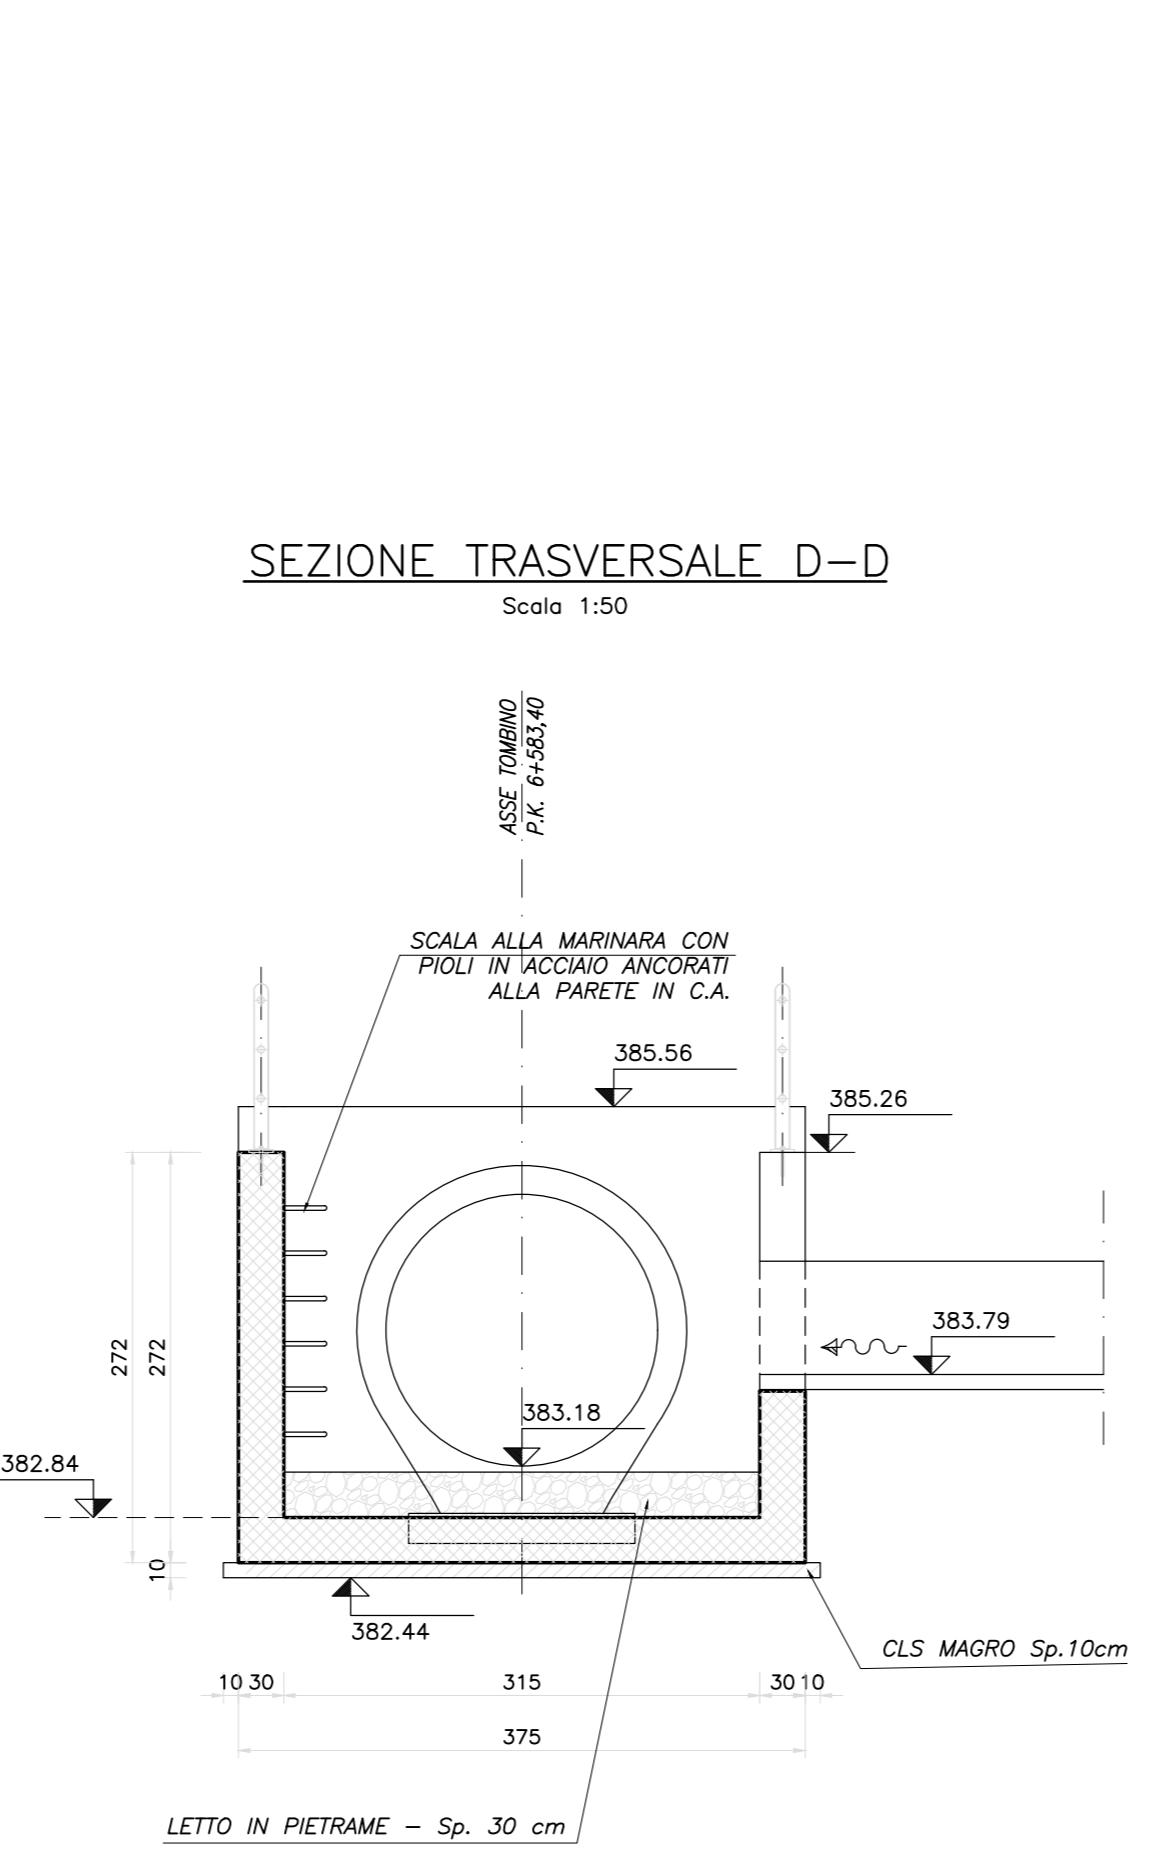 SEZIONE TRASVERSALE D-D
Scala 1:50
ASSE TOMBINO
P.K. 6+583,40
SCALA ALLA MARINARA CON
PIOLI IN ACCIAIO ANCORATI
ALLA PARETE IN C.A.
385.56
385.26
383.79
383.18
382.84
272
272
10
382.44
CLS MAGRO Sp.10cm
10 30 315 30 10
375
LETTO IN PIETRAME - Sp. 30 cm